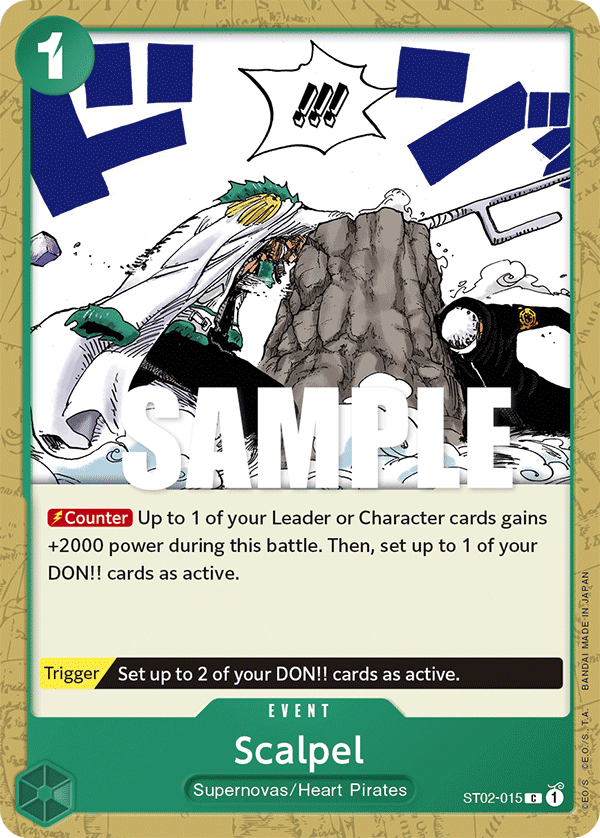 1
!!!
ドン
SAMPLE
Counter Up to 1 of your Leader or Character cards gains
+2000 power during this battle. Then, set up to 1 of your
DON!! cards as active.
Trigger Set up to 2 of your DON!! cards as active.
EVENT
Scalpel
Supernovas/Heart Pirates
ST02-015 C 1
©E.O/S. ©E.O./S.,T.A. BANDAI MADE IN JAPAN